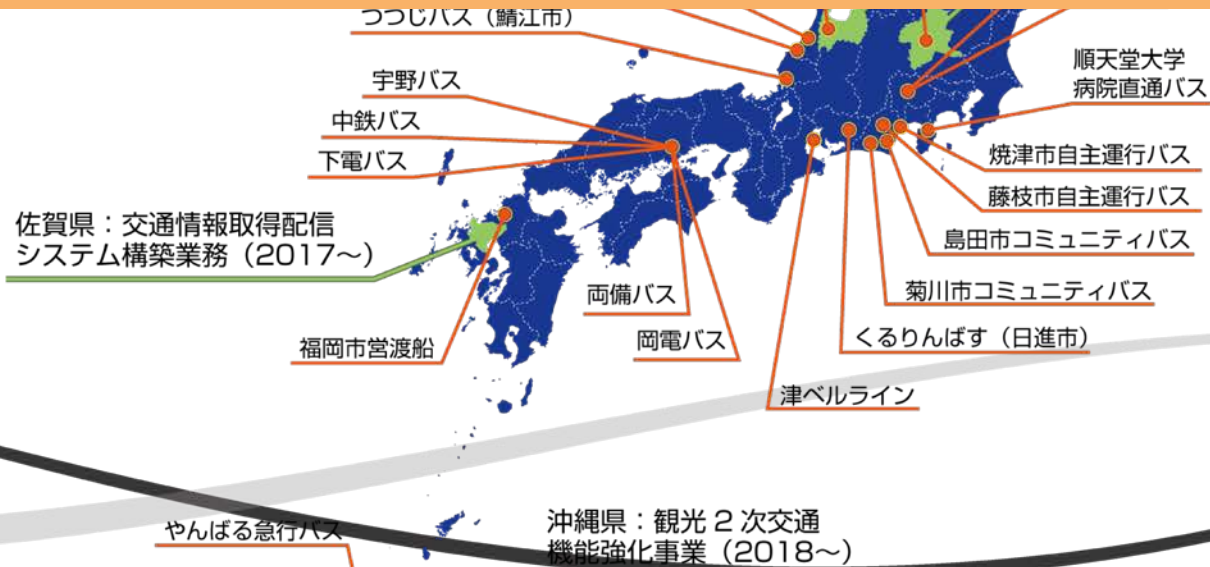 つつじバス（鯖江市）
宇野バス
中鉄バス
下電バス
佐賀県：交通情報取得配信
システム構築業務（2017～）
福岡市営渡船
両備バス
岡電バス
順天堂大学
病院直通バス
焼津市自主運行バス
藤枝市自主運行バス
島田市コミュニティバス
菊川市コミュニティバス
くるりんばす（日進市）
津ベルライン
やんばる急行バス
沖縄県：観光２次交通
機能強化事業（2018～）